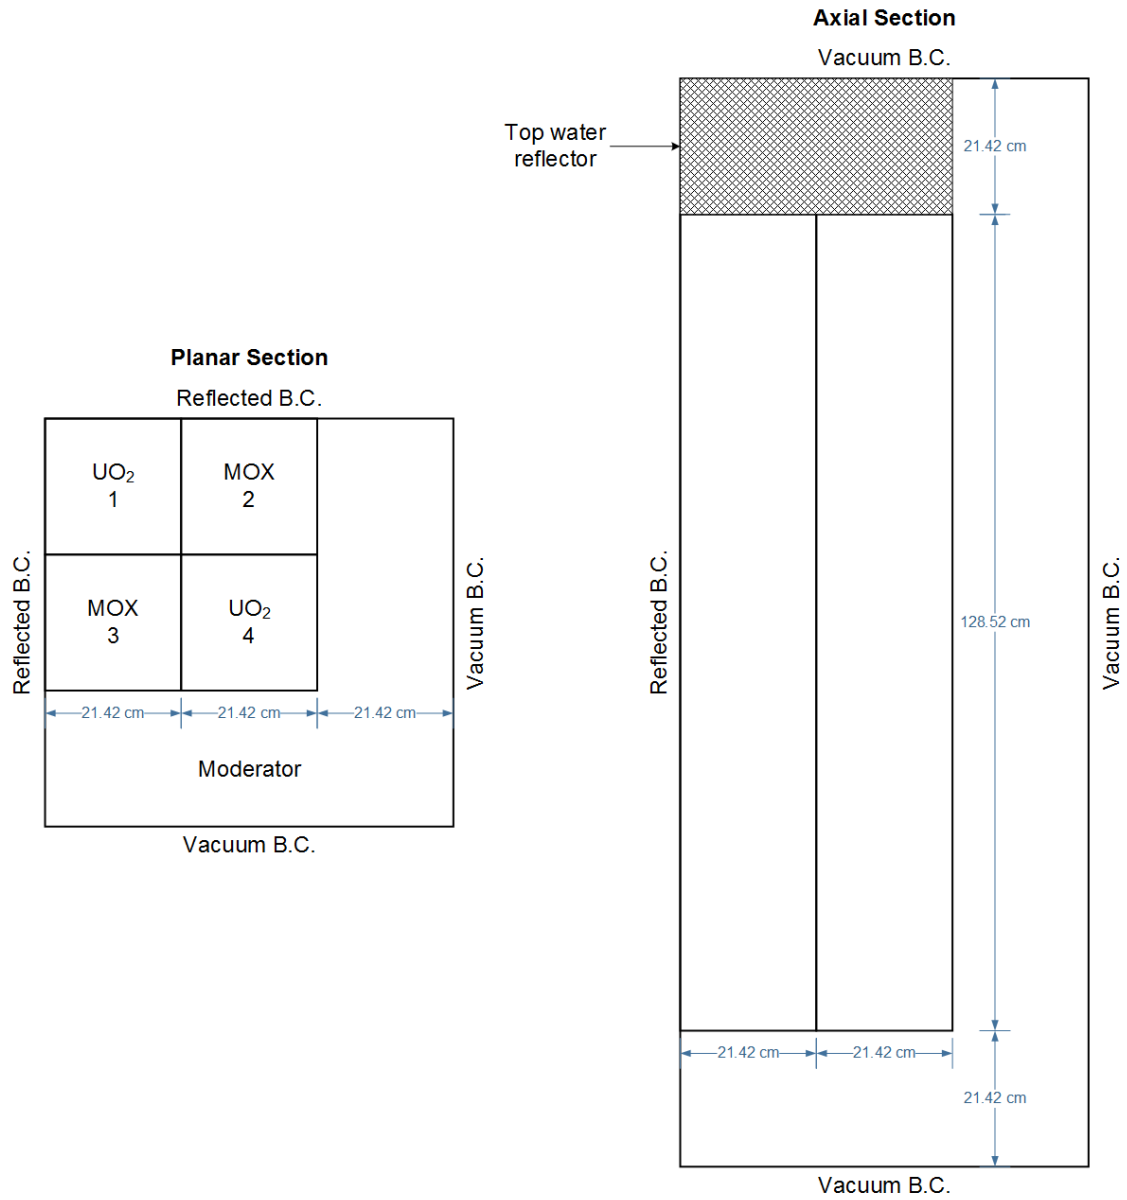 Axial Section
Vacuum B.C.
Top water
reflector
21.42 cm
Planar Section
Reflected B.C.
UO₂
1
MOX
2
MOX
3
UO₂
4
Reflected B.C.
Vacuum B.C.
21.42 cm
21.42 cm
21.42 cm
Moderator
Vacuum B.C.
Reflected B.C.
128.52 cm
Vacuum B.C.
21.42 cm
21.42 cm
21.42 cm
Vacuum B.C.